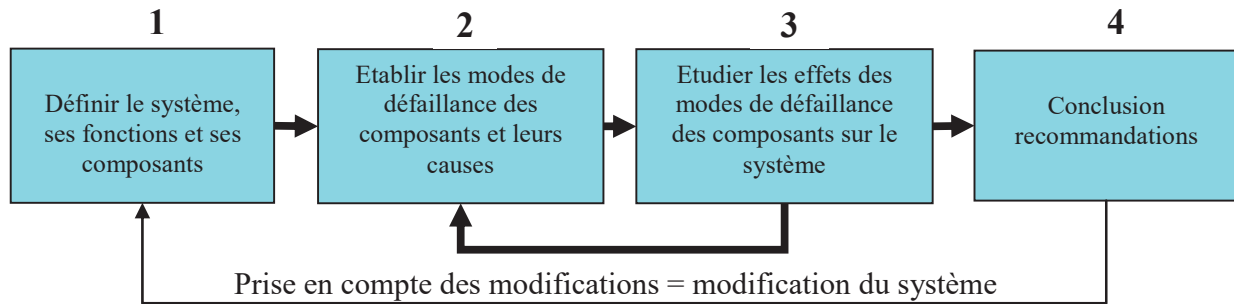 1
2
3
4
Définir le système,
ses fonctions et ses
composants
Etablir les modes de
défaillance des
composants et leurs
causes
Etudier les effets des
modes de défaillance
des composants sur le
système
Conclusion
recommandations
Prise en compte des modifications = modification du système